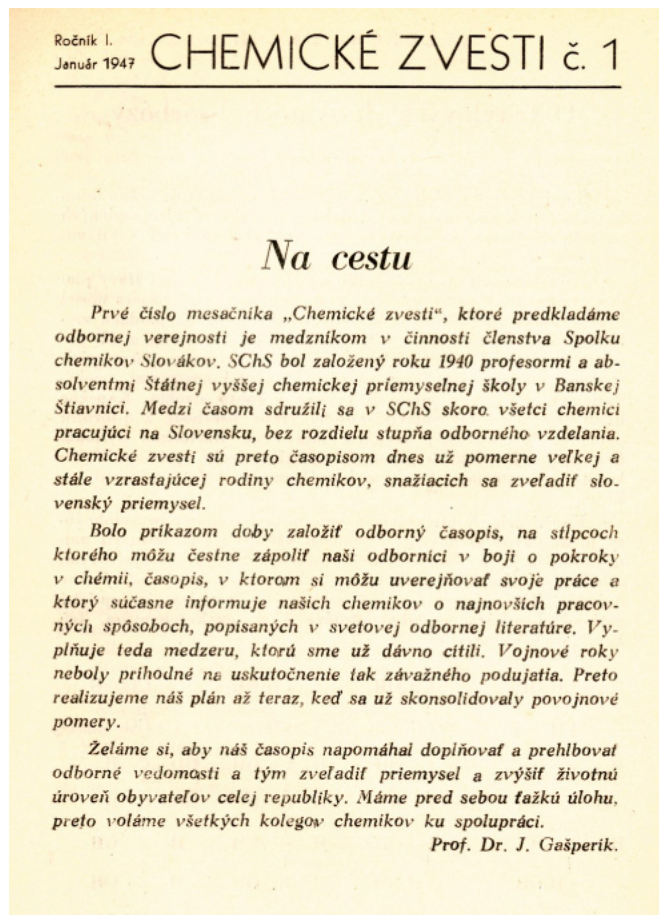 Ročník I.
Január 1947
CHEMICKÉ ZVESTI č. 1
Na cestu
Prvé číslo mesačníka „Chemické zvesti“, ktoré predkladáme
odbornej verejnosti je medzníkom v činnosti členstva Spolku
chemikov Slovákov. SChS bol založený roku 1940 profesormi a ab-
solventmi Štátnej vyššej chemickej priemyselnej školy v Banskej
Štiavnici. Medzi časom sdružili sa v SChS skoro všetci chemici
pracujúci na Slovensku, bez rozdielu stupňa odborného vzdelania.
Chemické zvesti sú preto časopisom dnes už pomerne veľkej a
stále vzrastajúcej rodiny chemikov, snažiacich sa zveľadiť slo-
venský priemysel.
Bolo príkazom doby založiť odborný časopis, na stĺpcoch
ktorého môžu čestne zápoliť naši odborníci v boji o pokroky
v chémii, časopis, v ktorom si môžu uverejňovať svoje práce a
ktorý súčasne informuje našich chemikov o najnovších pracov-
ných spôsoboch, popísaných v svetovej odbornej literatúre. Vy-
plňuje teda medzeru, ktorú sme už dávno cítili. Vojnové roky
neboly príhodné na uskutočnenie tak závažného podujatia. Preto
realizujeme náš plán až teraz, keď sa už skonsolidovaly povojnové
pomery.
Želáme si, aby náš časopis napomáhal doplňovať a prehlbovať
odborné vedomosti a tým zveľadiť priemysel a zvýšiť životnú
úroveň obyvateľov celej republiky. Máme pred sebou ťažkú úlohu,
preto voláme všetkých kolegov chemikov ku spolupráci.
Prof. Dr. J. Gašperík.